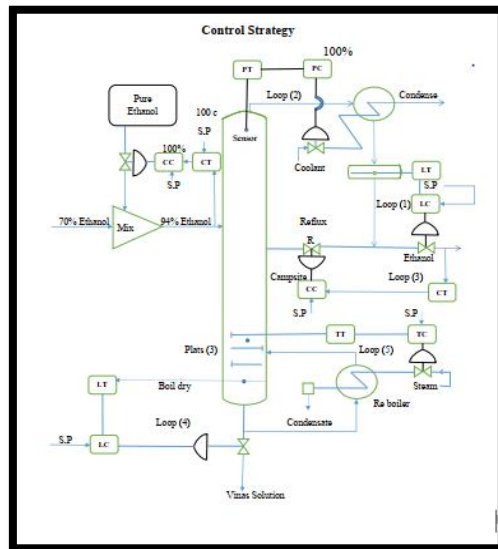 Control Strategy
100%
PT
PC
Loop (2)
Condense
Pure
Ethanol
100 c
S.P
Sensor
100%
CC
CT
S.P
Coolant
LT
S.P
LC
Loop (1)
70% Ethanol
Mix
94% Ethanol
Reflux
R
Ethanol
Campsite
Loop (3)
CC
CT
S.P
S.P
TT
TC
Plats (3)
Loop (5)
LT
Boil dry
Steam
Re boiler
Loop (4)
Condensate
S.P
LC
Vinas Solution